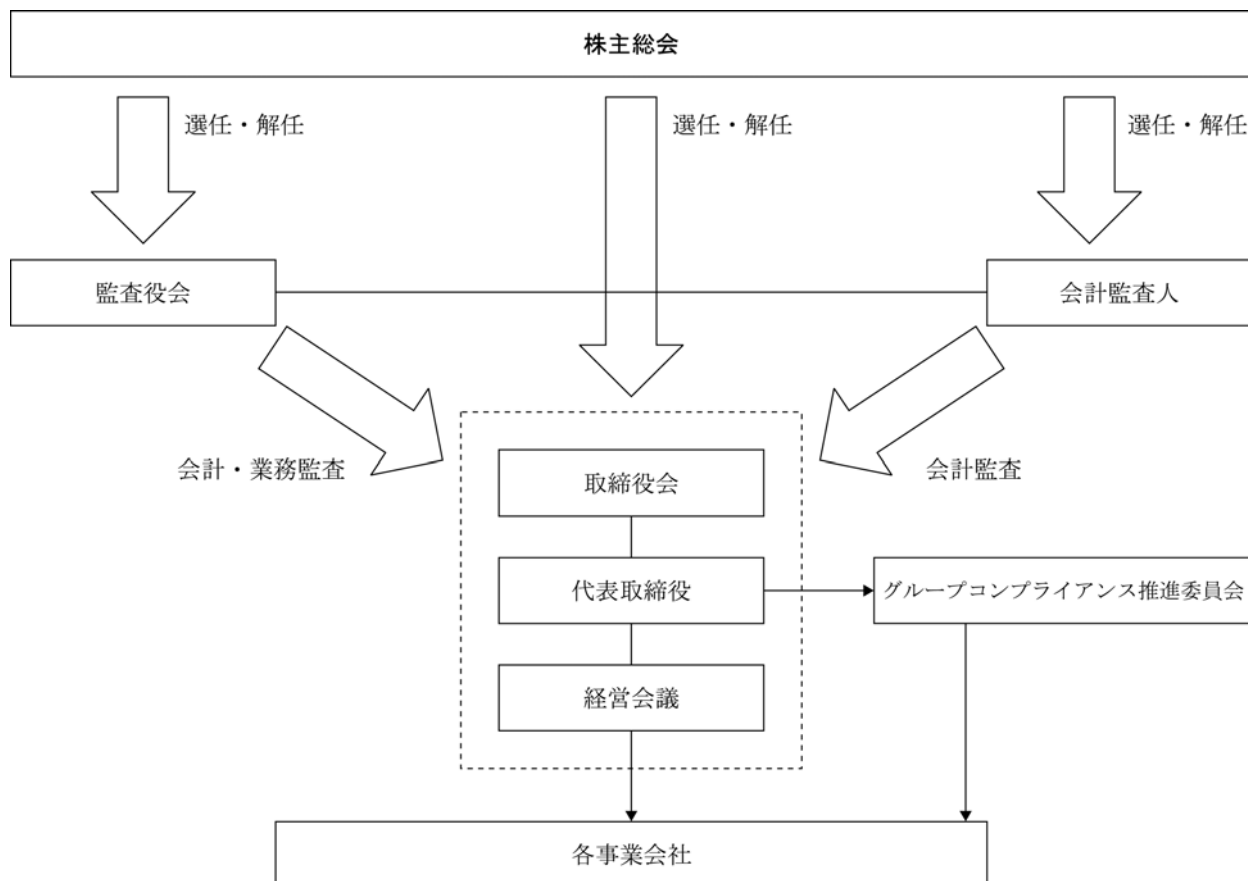 株主総会
選任・解任
選任・解任
選任・解任
監査役会
会計監査人
会計・業務監査
会計監査
取締役会
代表取締役
グループコンプライアンス推進委員会
経営会議
各事業会社